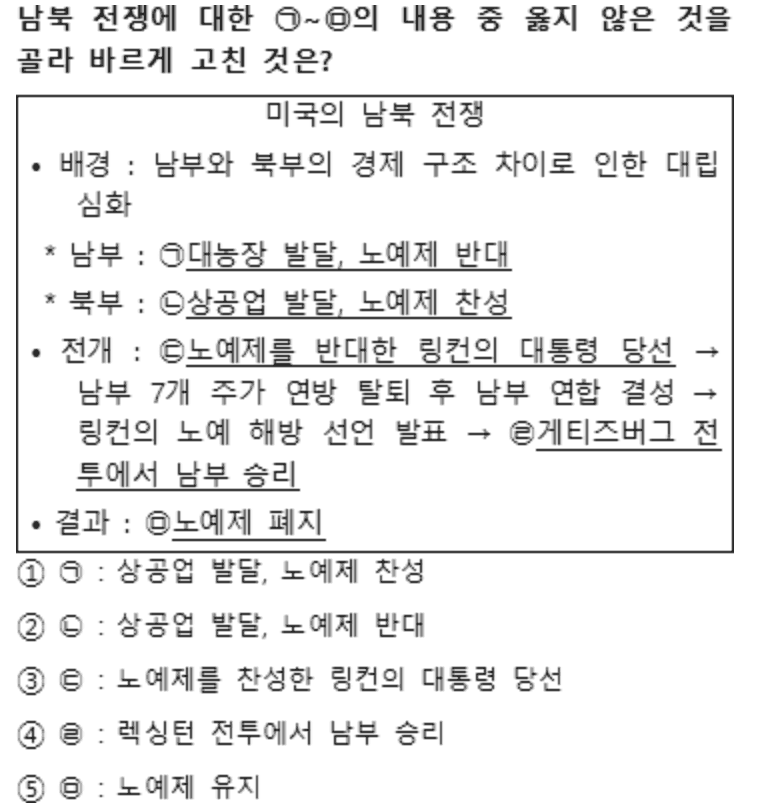 남북 전쟁에 대한 ㉠~㉤의 내용 중 옳지 않은 것을
골라 바르게 고친 것은?
미국의 남북 전쟁
• 배경 : 남부와 북부의 경제 구조 차이로 인한 대립
심화
* 남부 : ㉠대농장 발달, 노예제 반대
* 북부 : ㉡상공업 발달, 노예제 찬성
• 전개 : ㉢노예제를 반대한 링컨의 대통령 당선 →
남부 7개 주가 연방 탈퇴 후 남부 연합 결성 →
링컨의 노예 해방 선언 발표 → ㉣게티즈버그 전
투에서 남부 승리
• 결과 : ㉤노예제 폐지
① ㉠ : 상공업 발달, 노예제 찬성
② ㉡ : 상공업 발달, 노예제 반대
③ ㉢ : 노예제를 찬성한 링컨의 대통령 당선
④ ㉣ : 렉싱턴 전투에서 남부 승리
⑤ ㉤ : 노예제 유지